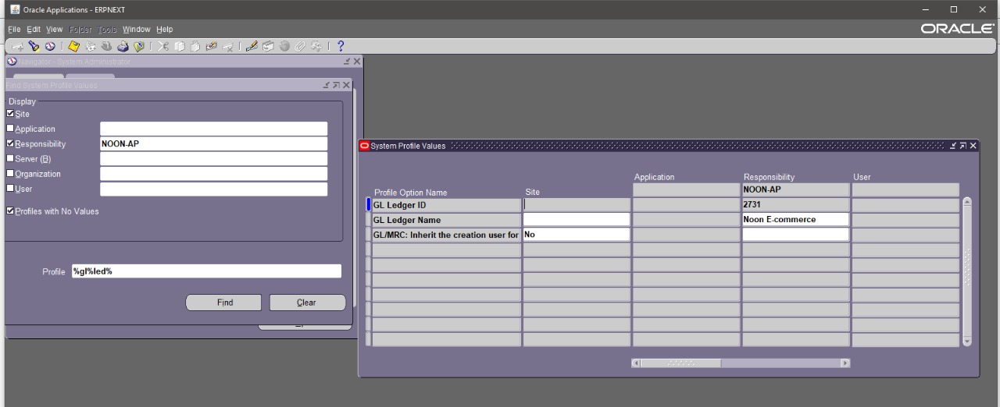 Oracle Applications - ERPNEXT
File Edit View Folder Tools Window Help
ORACLE
Navigator - System Administrator
Find System Profile Values
Display
Site
Application
Responsibility NOON-AP
Server (B)
Organization
User
Profiles with No Values
Profile %gl%led%
Find Clear
System Profile Values
Application Responsibility User
Profile Option Name Site NOON-AP
GL Ledger ID 2731
GL Ledger Name Noon E-commerce
GL/MRC: Inherit the creation user for No